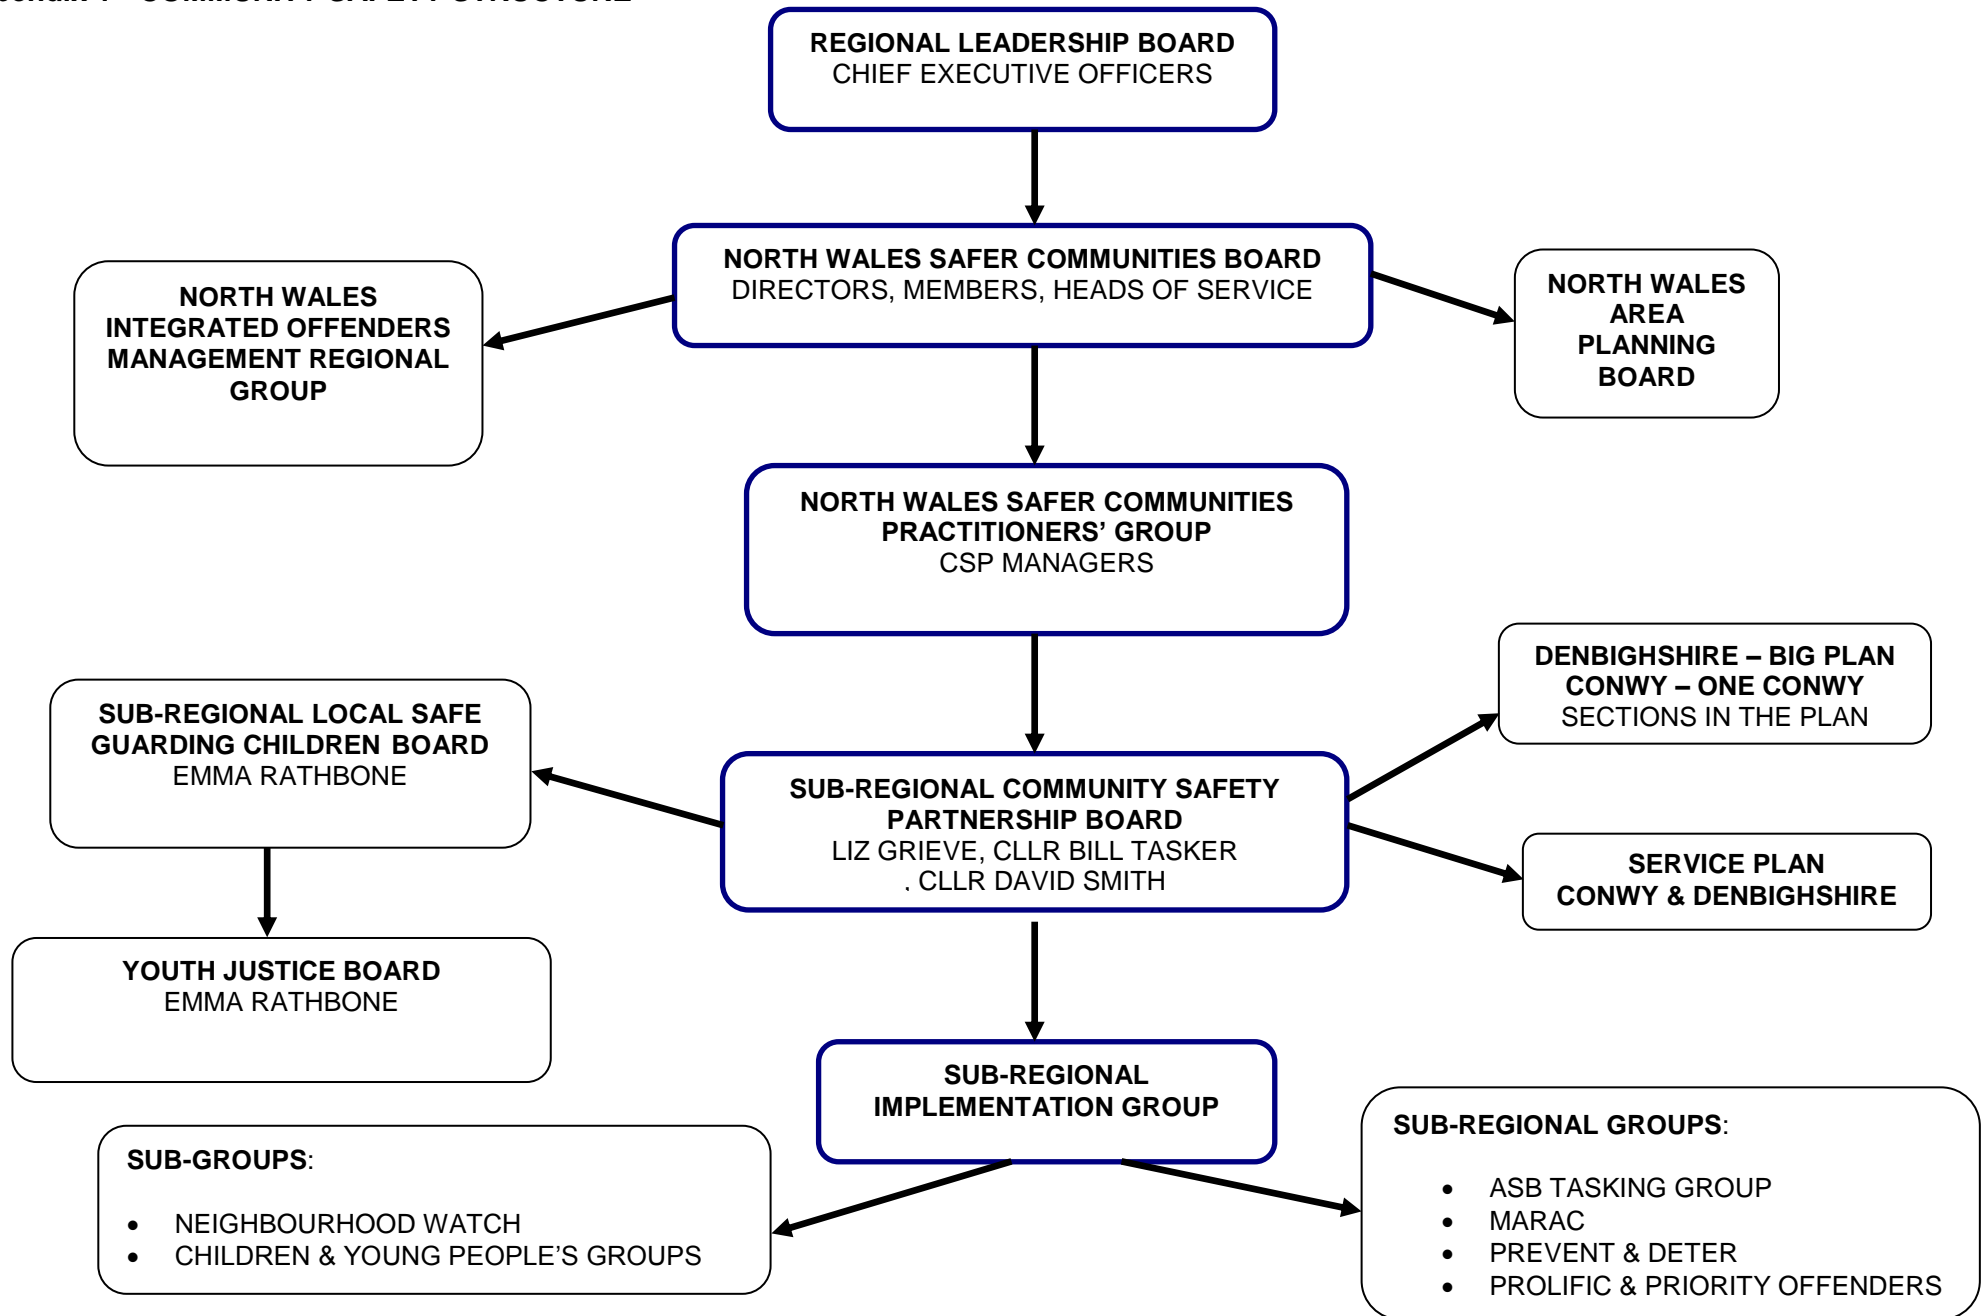 COMMUNITY SAFETY STRUCTURE
REGIONAL LEADERSHIP BOARD
CHIEF EXECUTIVE OFFICERS
NORTH WALES SAFER COMMUNITIES BOARD
DIRECTORS, MEMBERS, HEADS OF SERVICE
NORTH WALES
INTEGRATED OFFENDERS
MANAGEMENT REGIONAL
GROUP
NORTH WALES
AREA
PLANNING
BOARD
NORTH WALES SAFER COMMUNITIES
PRACTITIONERS’ GROUP
CSP MANAGERS
DENBIGHSHIRE – BIG PLAN
CONWY – ONE CONWY
SECTIONS IN THE PLAN
SUB-REGIONAL LOCAL SAFE
GUARDING CHILDREN BOARD
EMMA RATHBONE
SUB-REGIONAL COMMUNITY SAFETY
PARTNERSHIP BOARD
LIZ GRIEVE, CLLR BILL TASKER
, CLLR DAVID SMITH
SERVICE PLAN
CONWY & DENBIGHSHIRE
YOUTH JUSTICE BOARD
EMMA RATHBONE
SUB-REGIONAL
IMPLEMENTATION GROUP
SUB-GROUPS:
• NEIGHBOURHOOD WATCH
• CHILDREN & YOUNG PEOPLE’S GROUPS
SUB-REGIONAL GROUPS:
• ASB TASKING GROUP
• MARAC
• PREVENT & DETER
• PROLIFIC & PRIORITY OFFENDERS